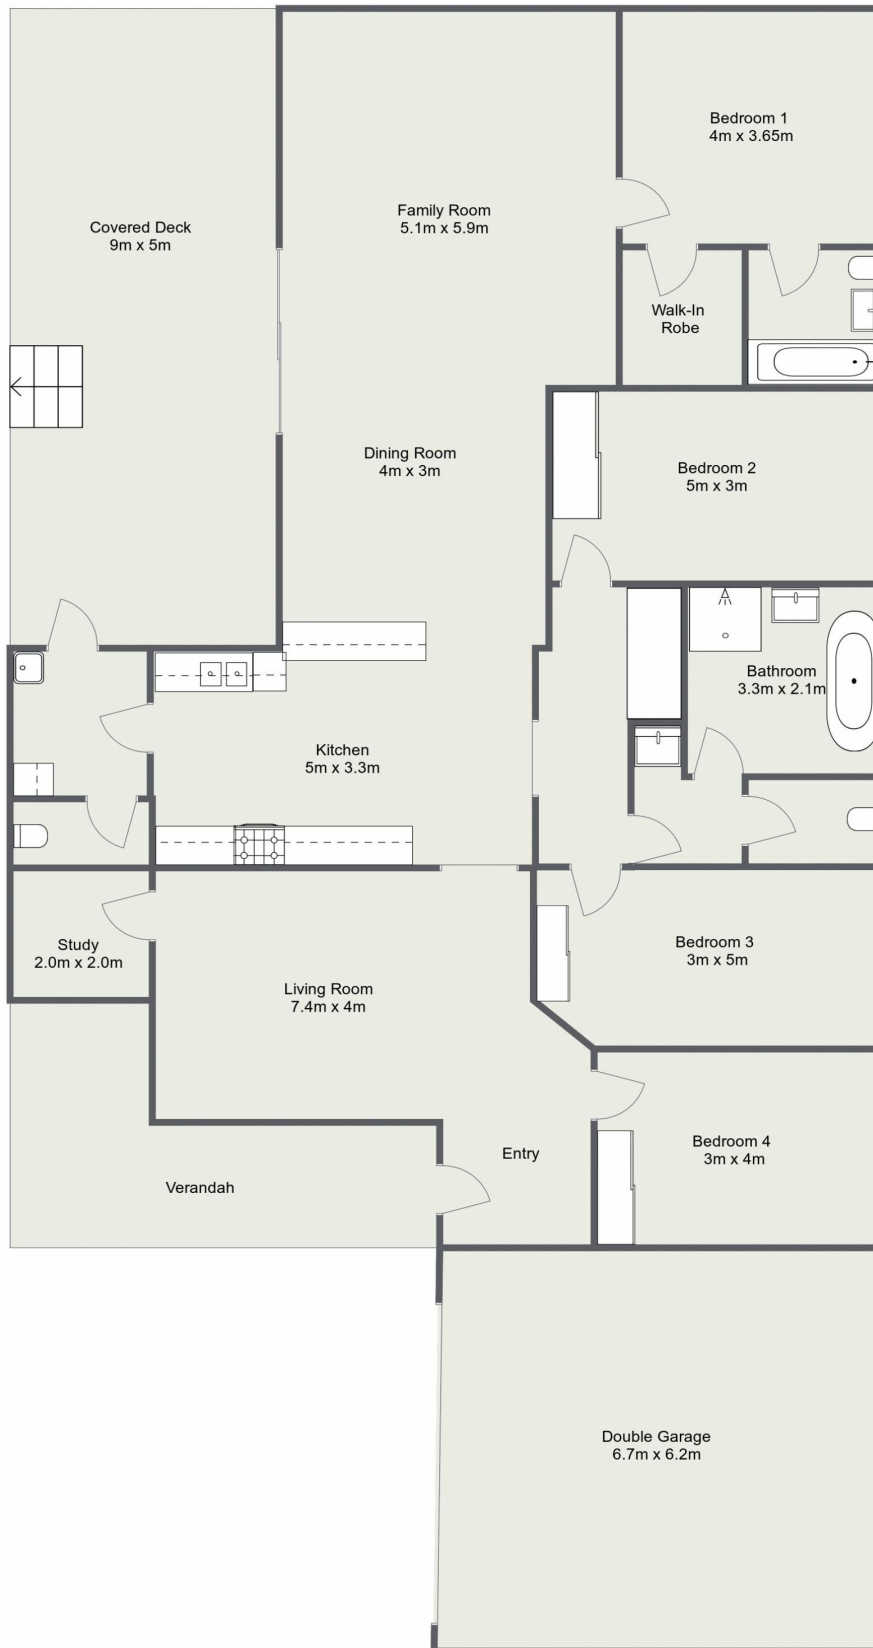 Bedroom 1
4m x 3.65m
Family Room
5.1m x 5.9m
Covered Deck
9m x 5m
Walk-In
Robe
Dining Room
4m x 3m
Bedroom 2
5m x 3m
Bathroom
3.3m x 2.1m
Kitchen
5m x 3.3m
Study
2.0m x 2.0m
Bedroom 3
3m x 5m
Living Room
7.4m x 4m
Bedroom 4
3m x 4m
Entry
Verandah
Double Garage
6.7m x 6.2m